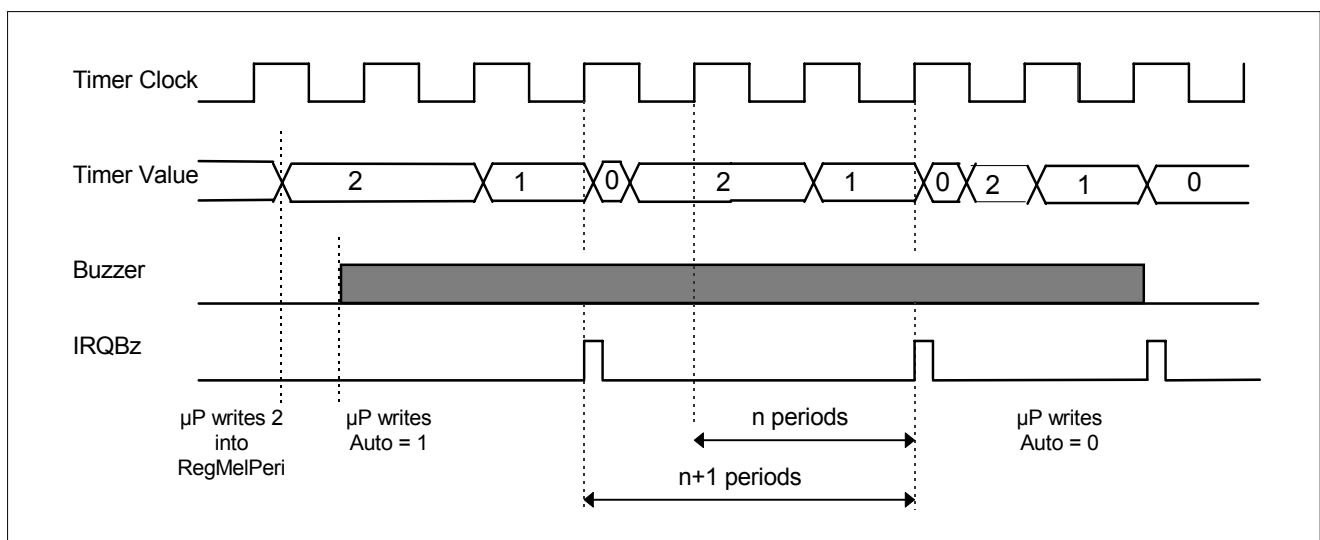 Timer Clock
Timer Value
2
1
0
2
1
0
2
1
0
Buzzer
IRQBz
µP writes 2
into
RegMelPeri
µP writes
Auto = 1
n periods
n+1 periods
µP writes
Auto = 0